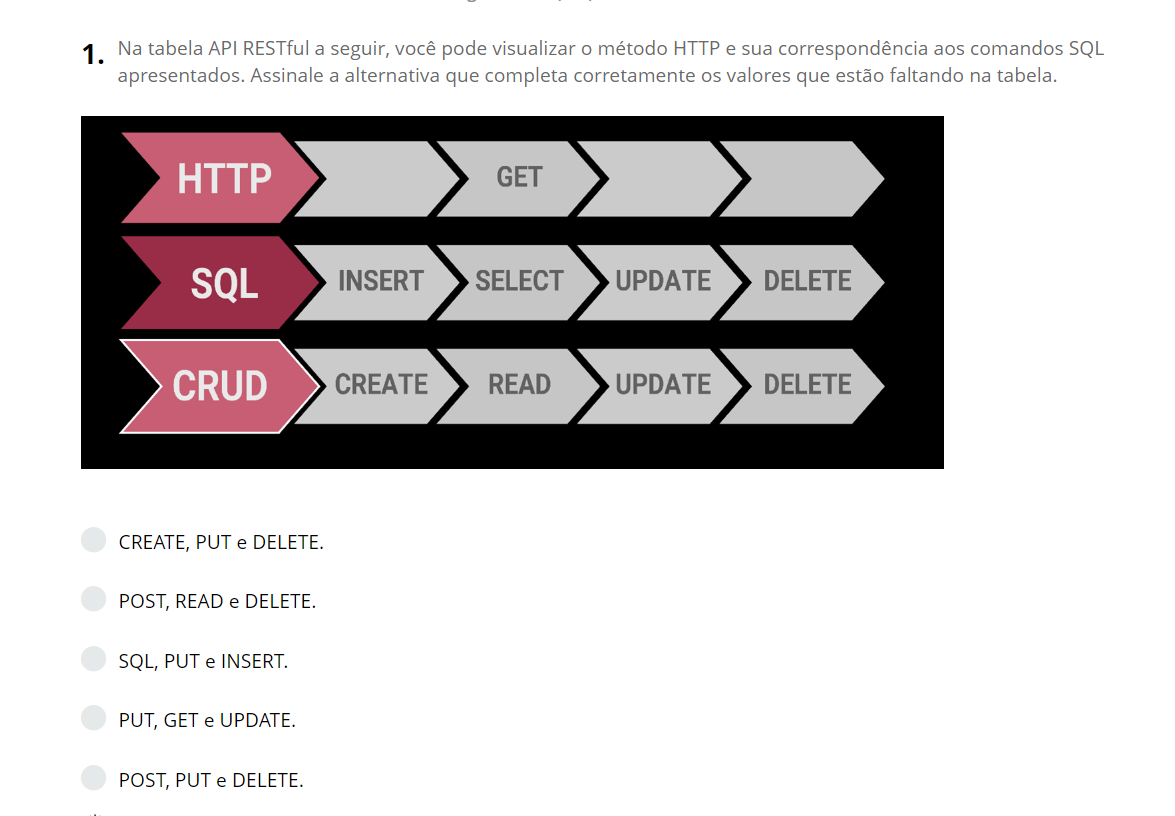 1. Na tabela API RESTful a seguir, você pode visualizar o método HTTP e sua correspondência aos comandos SQL
apresentados. Assinale a alternativa que completa corretamente os valores que estão faltando na tabela.
HTTP GET
SQL INSERT SELECT UPDATE DELETE
CRUD CREATE READ UPDATE DELETE
CREATE, PUT e DELETE.
POST, READ e DELETE.
SQL, PUT e INSERT.
PUT, GET e UPDATE.
POST, PUT e DELETE.